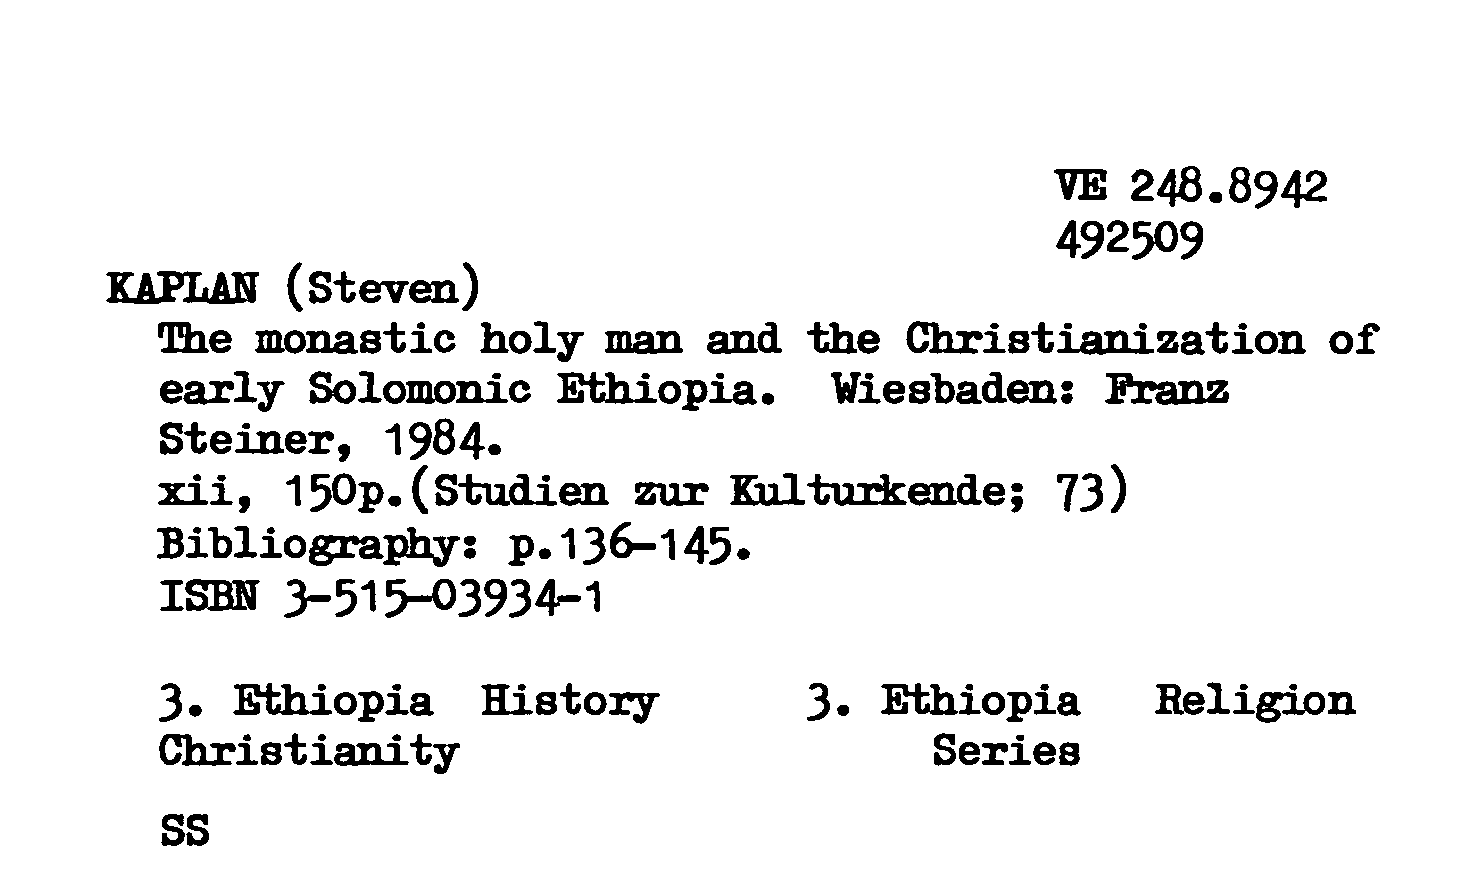 VE 248.8942
492509
KAPLAN (Steven)
The monastic holy man and the Christianization of
early Solomonic Ethiopia. Wiesbaden: Franz
Steiner, 1984.
xii, 150p.(Studien zur Kulturkende; 73)
Bibliography: p.136-145.
ISBN 3-515-03934-1
3. Ethiopia History 3. Ethiopia Religion
Christianity Series
SS